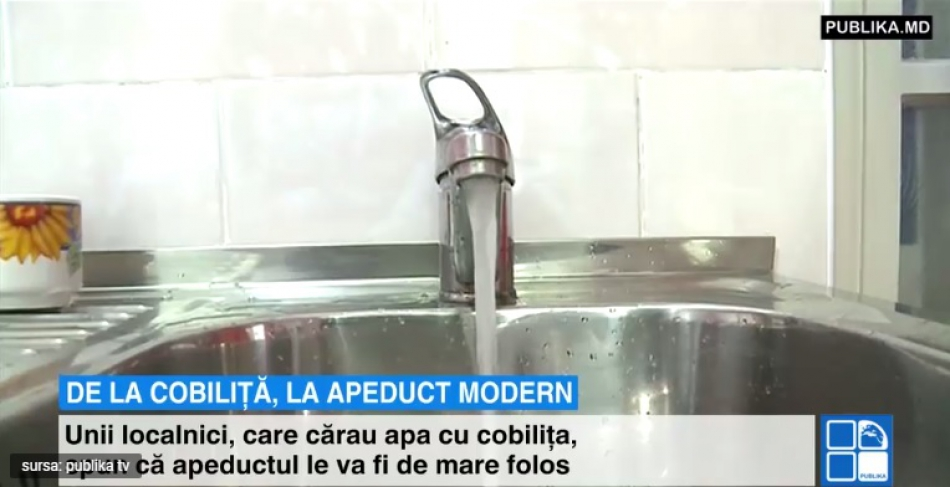 PUBLIKA.MD
DE LA COBILIȚĂ, LA APEDUCT MODERN
Unii localnici, care cărau apa cu cobilița,
spun că apeductul le va fi de mare folos
sursa: publika tv
PUBLIKA